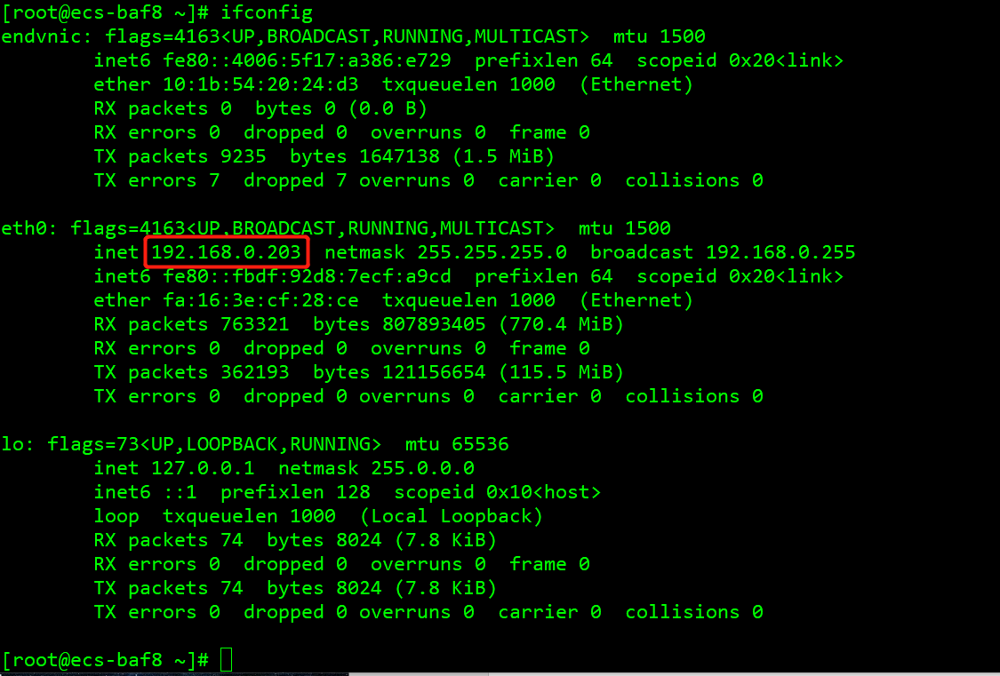 [root@ecs-baf8 ~]# ifconfig
endvnic: flags=4163<UP,BROADCAST,RUNNING,MULTICAST>  mtu 1500
        inet6 fe80::4006:5f17:a386:e729  prefixlen 64  scopeid 0x20<link>
        ether 10:1b:54:20:24:d3  txqueuelen 1000  (Ethernet)
        RX packets 0  bytes 0 (0.0 B)
        RX errors 0  dropped 0  overruns 0  frame 0
        TX packets 9235  bytes 1647138 (1.5 MiB)
        TX errors 7  dropped 7 overruns 0  carrier 0  collisions 0

eth0: flags=4163<UP,BROADCAST,RUNNING,MULTICAST>  mtu 1500
        inet 192.168.0.203  netmask 255.255.255.0  broadcast 192.168.0.255
        inet6 fe80::fbdf:92d8:7ecf:a9cd  prefixlen 64  scopeid 0x20<link>
        ether fa:16:3e:cf:28:ce  txqueuelen 1000  (Ethernet)
        RX packets 763321  bytes 807893405 (770.4 MiB)
        RX errors 0  dropped 0  overruns 0  frame 0
        TX packets 362193  bytes 121156654 (115.5 MiB)
        TX errors 0  dropped 0 overruns 0  carrier 0  collisions 0

lo: flags=73<UP,LOOPBACK,RUNNING>  mtu 65536
        inet 127.0.0.1  netmask 255.0.0.0
        inet6 ::1  prefixlen 128  scopeid 0x10<host>
        loop  txqueuelen 1000  (Local Loopback)
        RX packets 74  bytes 8024 (7.8 KiB)
        RX errors 0  dropped 0  overruns 0  frame 0
        TX packets 74  bytes 8024 (7.8 KiB)
        TX errors 0  dropped 0 overruns 0  carrier 0  collisions 0

[root@ecs-baf8 ~]#